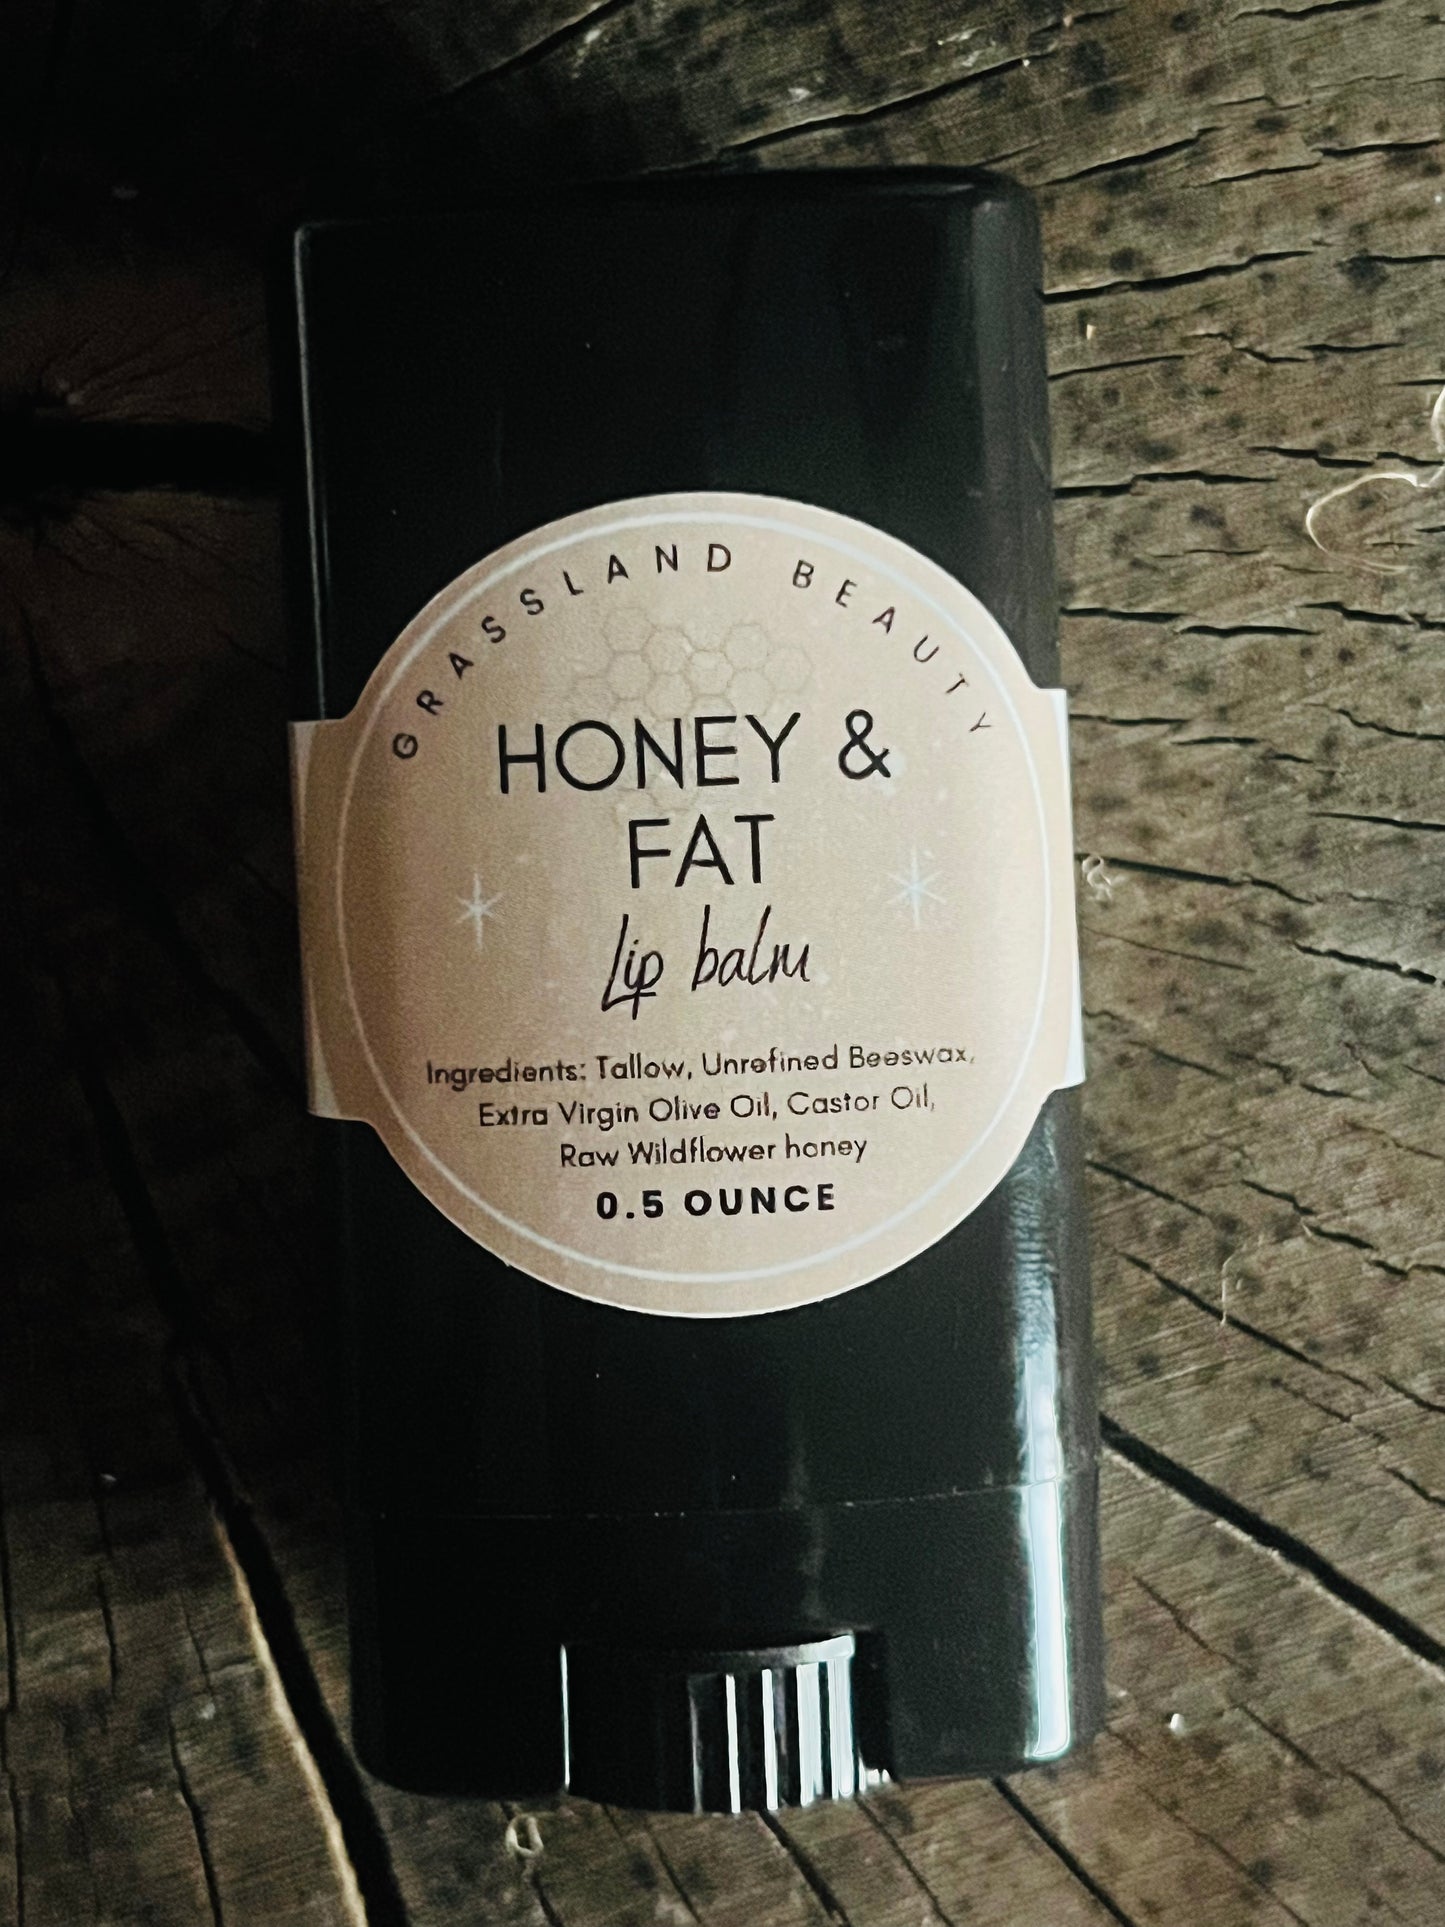 GRASSLAND BEAUTY
HONEY &
FAT
Lip balm
Ingredients: Tallow, Unrefined Beeswax,
Extra Virgin Olive Oil, Castor Oil,
Raw Wildflower honey
0.5 OUNCE